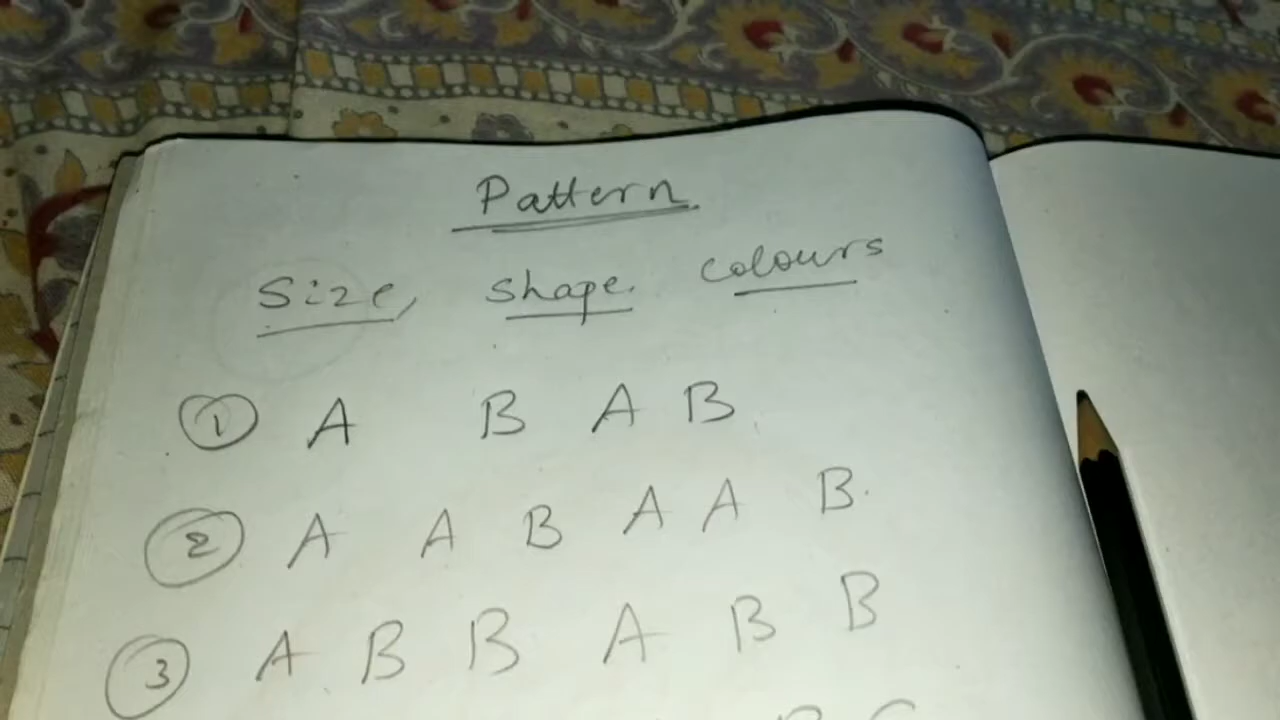 Pattern
Size, shape. colours
1 A B A B
2 A A B A A B.
3 A B B A B B